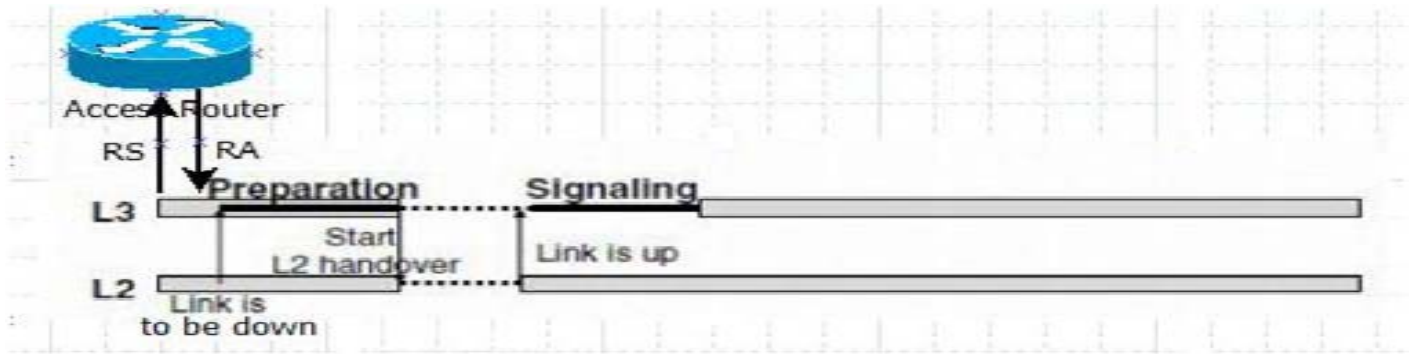 Access Router
RS RA
Preparation Signaling
L3
Start
L2 handover
Link is up
L2
Link is
to be down